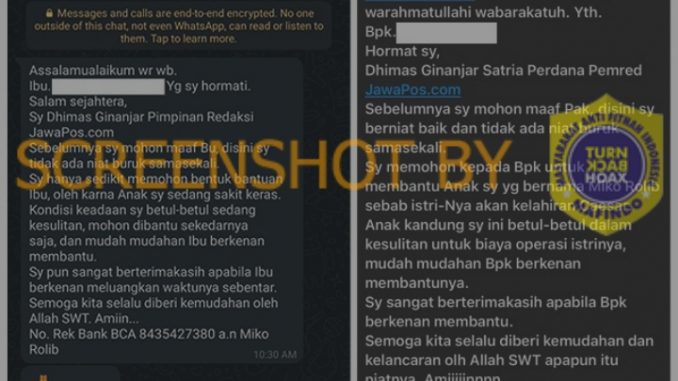 Messages and calls are end-to-end encrypted. No one
outside of this chat, not even WhatsApp, can read or listen to
them. Tap to learn more.
Assalamualaikum wr wb.
Ibu. Yg sy hormati.
Salam sejahtera,
Sy Dhimas Ginanjar Pimpinan Redaksi
JawaPos.com
Sebelumnya sy mohon maaf Bu, disini sy
tidak ada niat buruk samasekali.
Sy hanya sedikit memohon bentuk bantuan
Ibu, oleh karna Anak sy sedang sakit keras.
Kondisi keadaan sy betul-betul sedang
kesulitan, mohon dibantu sekedarnya
saja, dan mudah mudahan Ibu berkenan
membantu.
Sy pun sangat berterimakasih apabila Ibu
berkenan meluangkan waktunya sebentar.
Semoga kita selalu diberi kemudahan oleh
Allah SWT. Amiin...
No. Rek Bank BCA 8435427380 a.n Miko
Rolib
10:30 AM
warahmatullahi wabarakatuh. Yth.
Bpk.
Hormat sy,
Dhimas Ginanjar Satria Perdana Pemred
JawaPos.com
Sebelumnya sy mohon maaf Pak, disini sy
berniat baik dan tidak ada niat buruk
samasekali.
Sy memohon kepada Bpk untuk
membantu Anak sy yg bernama Miko Rolib
sebab istri-Nya akan kelahiran
Anak kandung sy ini betul-betul dalam
kesulitan untuk biaya operasi istrinya,
mudah mudahan Bpk berkenan
membantunya.
Sy sangat berterimakasih apabila Bpk
berkenan membantu.
Semoga kita selalu diberi kemudahan dan
kelancaran olh Allah SWT apapun itu
niatnya. Amiiiiinnnn
SCREENSHOT BY
TURN
BACK
HOAX
MASYARAKAT ANTI FITNAH INDONESIA
MAFINDO